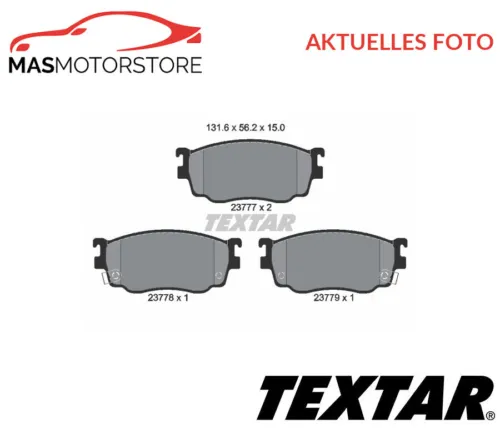 MASMOTORSTORE
AKTUELLES FOTO
131.6 x 56.2 x 15.0
23777 x 2
TEXTAR
23778 x 1
23779 x 1
TEXTAR®